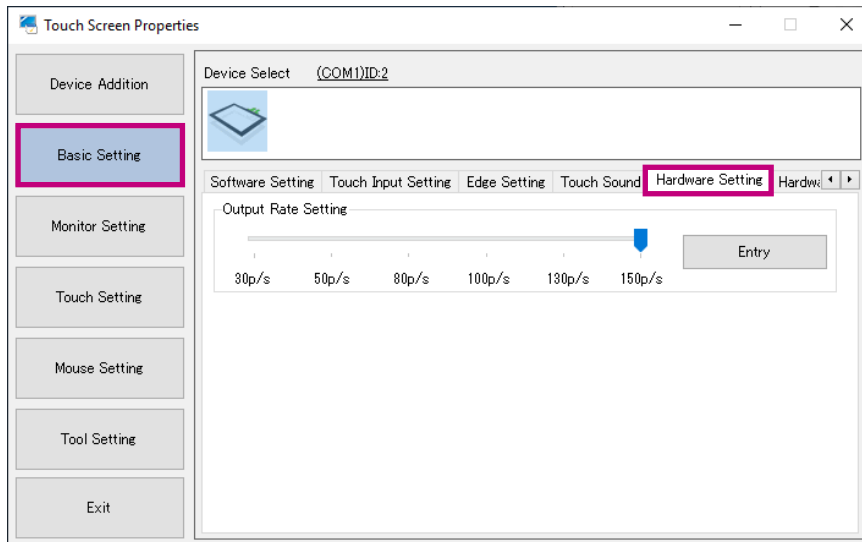 Touch Screen Properties
Device Addition
Basic Setting
Monitor Setting
Touch Setting
Mouse Setting
Tool Setting
Exit
Device Select (COM1)ID:2
Software Setting Touch Input Setting Edge Setting Touch Sound Hardware Setting
Output Rate Setting
30p/s 50p/s 80p/s 100p/s 130p/s 150p/s
Entry